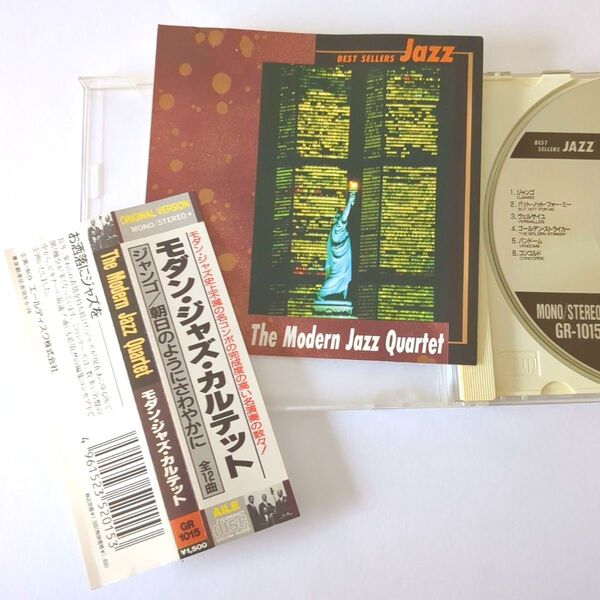 BEST SELLERS Jazz
The Modern Jazz Quartet
BEST SELLERS JAZZ
1. ジャンゴ
DJANGO
2. バット・ノット・フォー・ミー
BUT NOT FOR ME
3. ヴェルサイユ
VERSAILLES
4. ゴールデン・ストライカー
THE GOLDEN STRIKER
5. バンドーム
VENDOME
6. コンコルド
CONCORDE
MONO/STEREO
GR-1015
ORIGINAL VERSION
MONO/STEREO
モダン・ジャズ史上不滅の名コンボの完成度の高い名演奏の数々!
モダン・ジャズ・カルテット
ジャンゴ/朝日のようにさわやかに
全12曲
AILE
COMPACT
disc
DIGITAL AUDIO
The Modern Jazz Quartet
モダン・ジャズ・カルテット
GR
1015
¥1,500
お洒落にジャズを
4 961523 520153